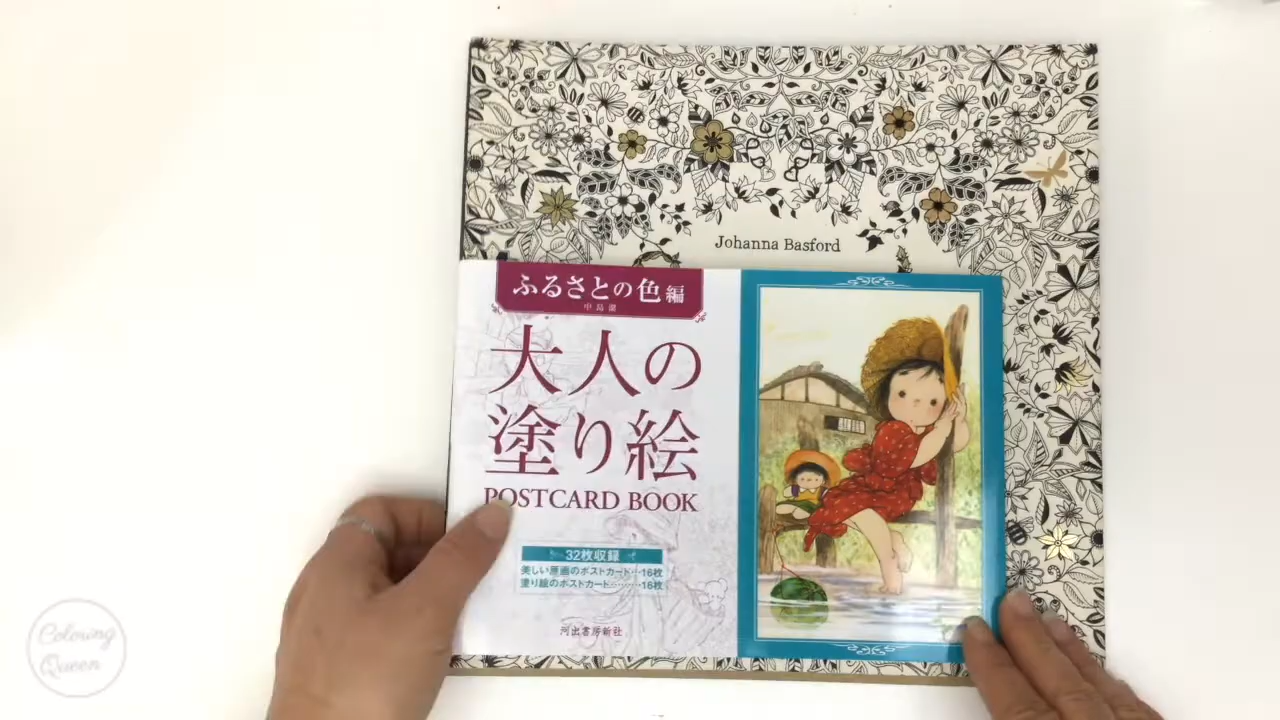 Johanna Basford
ふるさとの色編
中島潔
大人の
塗り絵
POSTCARD BOOK
32枚収録
美しい原画のポストカード…16枚
塗り絵のポストカード………16枚
河出書房新社
Coloring
Queen